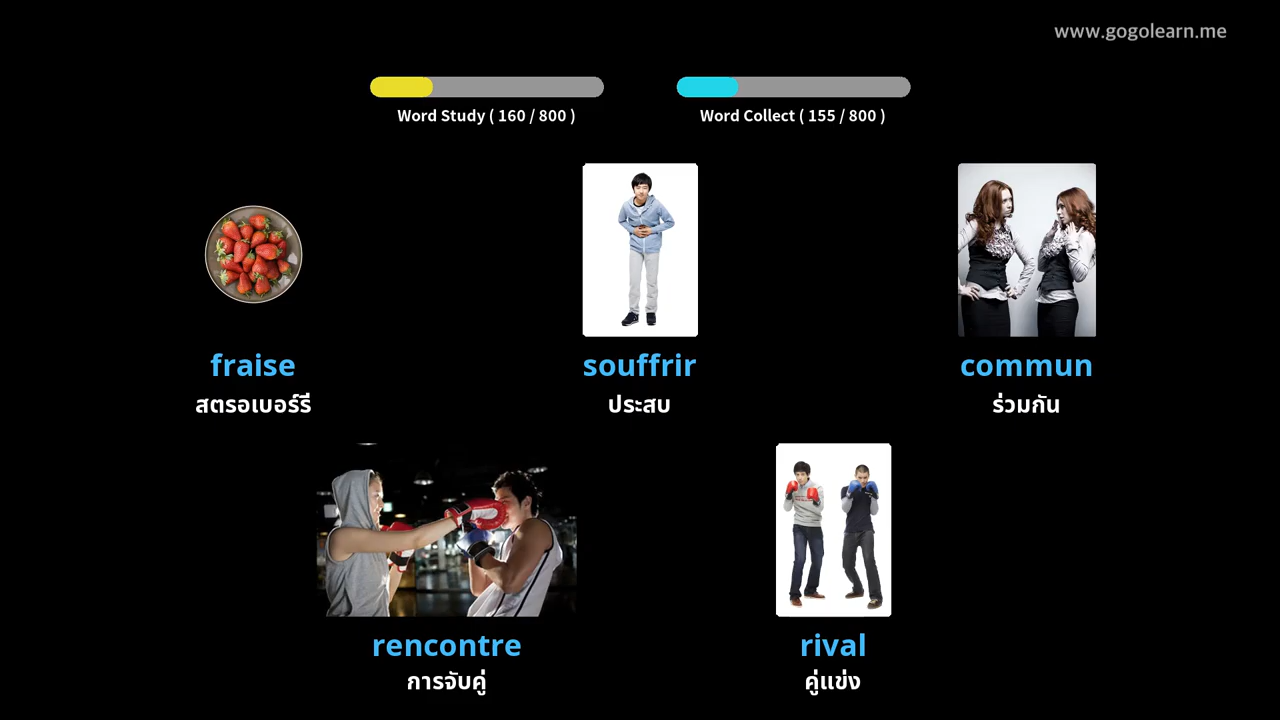 www.gogolearn.me
Word Study ( 160 / 800 )
Word Collect ( 155 / 800 )
fraise
สตรอเบอร์รี
souffrir
ประสบ
commun
ร่วมกัน
rencontre
การจับคู่
rival
คู่แข่ง